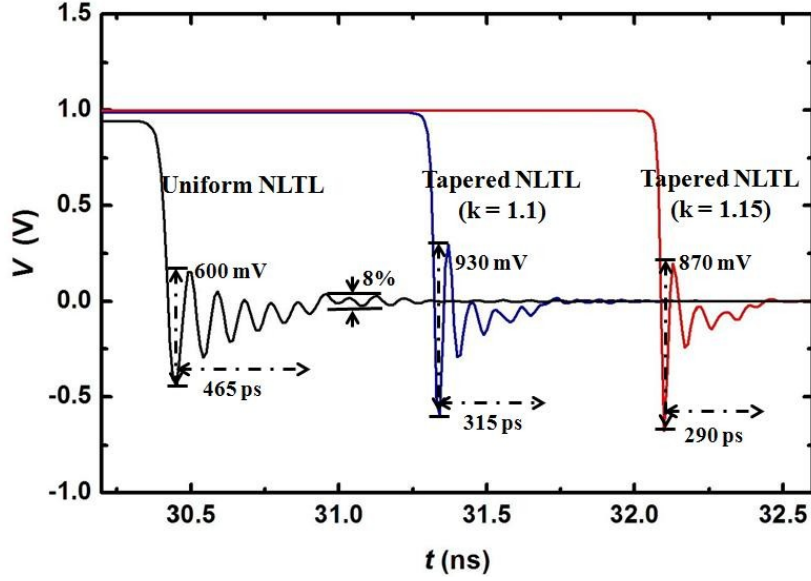 1.5
1.0
0.5
0.0
-0.5
-1.0
V (V)
Uniform NLTL
Tapered NLTL
(k = 1.1)
Tapered NLTL
(k = 1.15)
600 mV
8%
930 mV
870 mV
465 ps
315 ps
290 ps
30.5
31.0
31.5
32.0
32.5
t (ns)